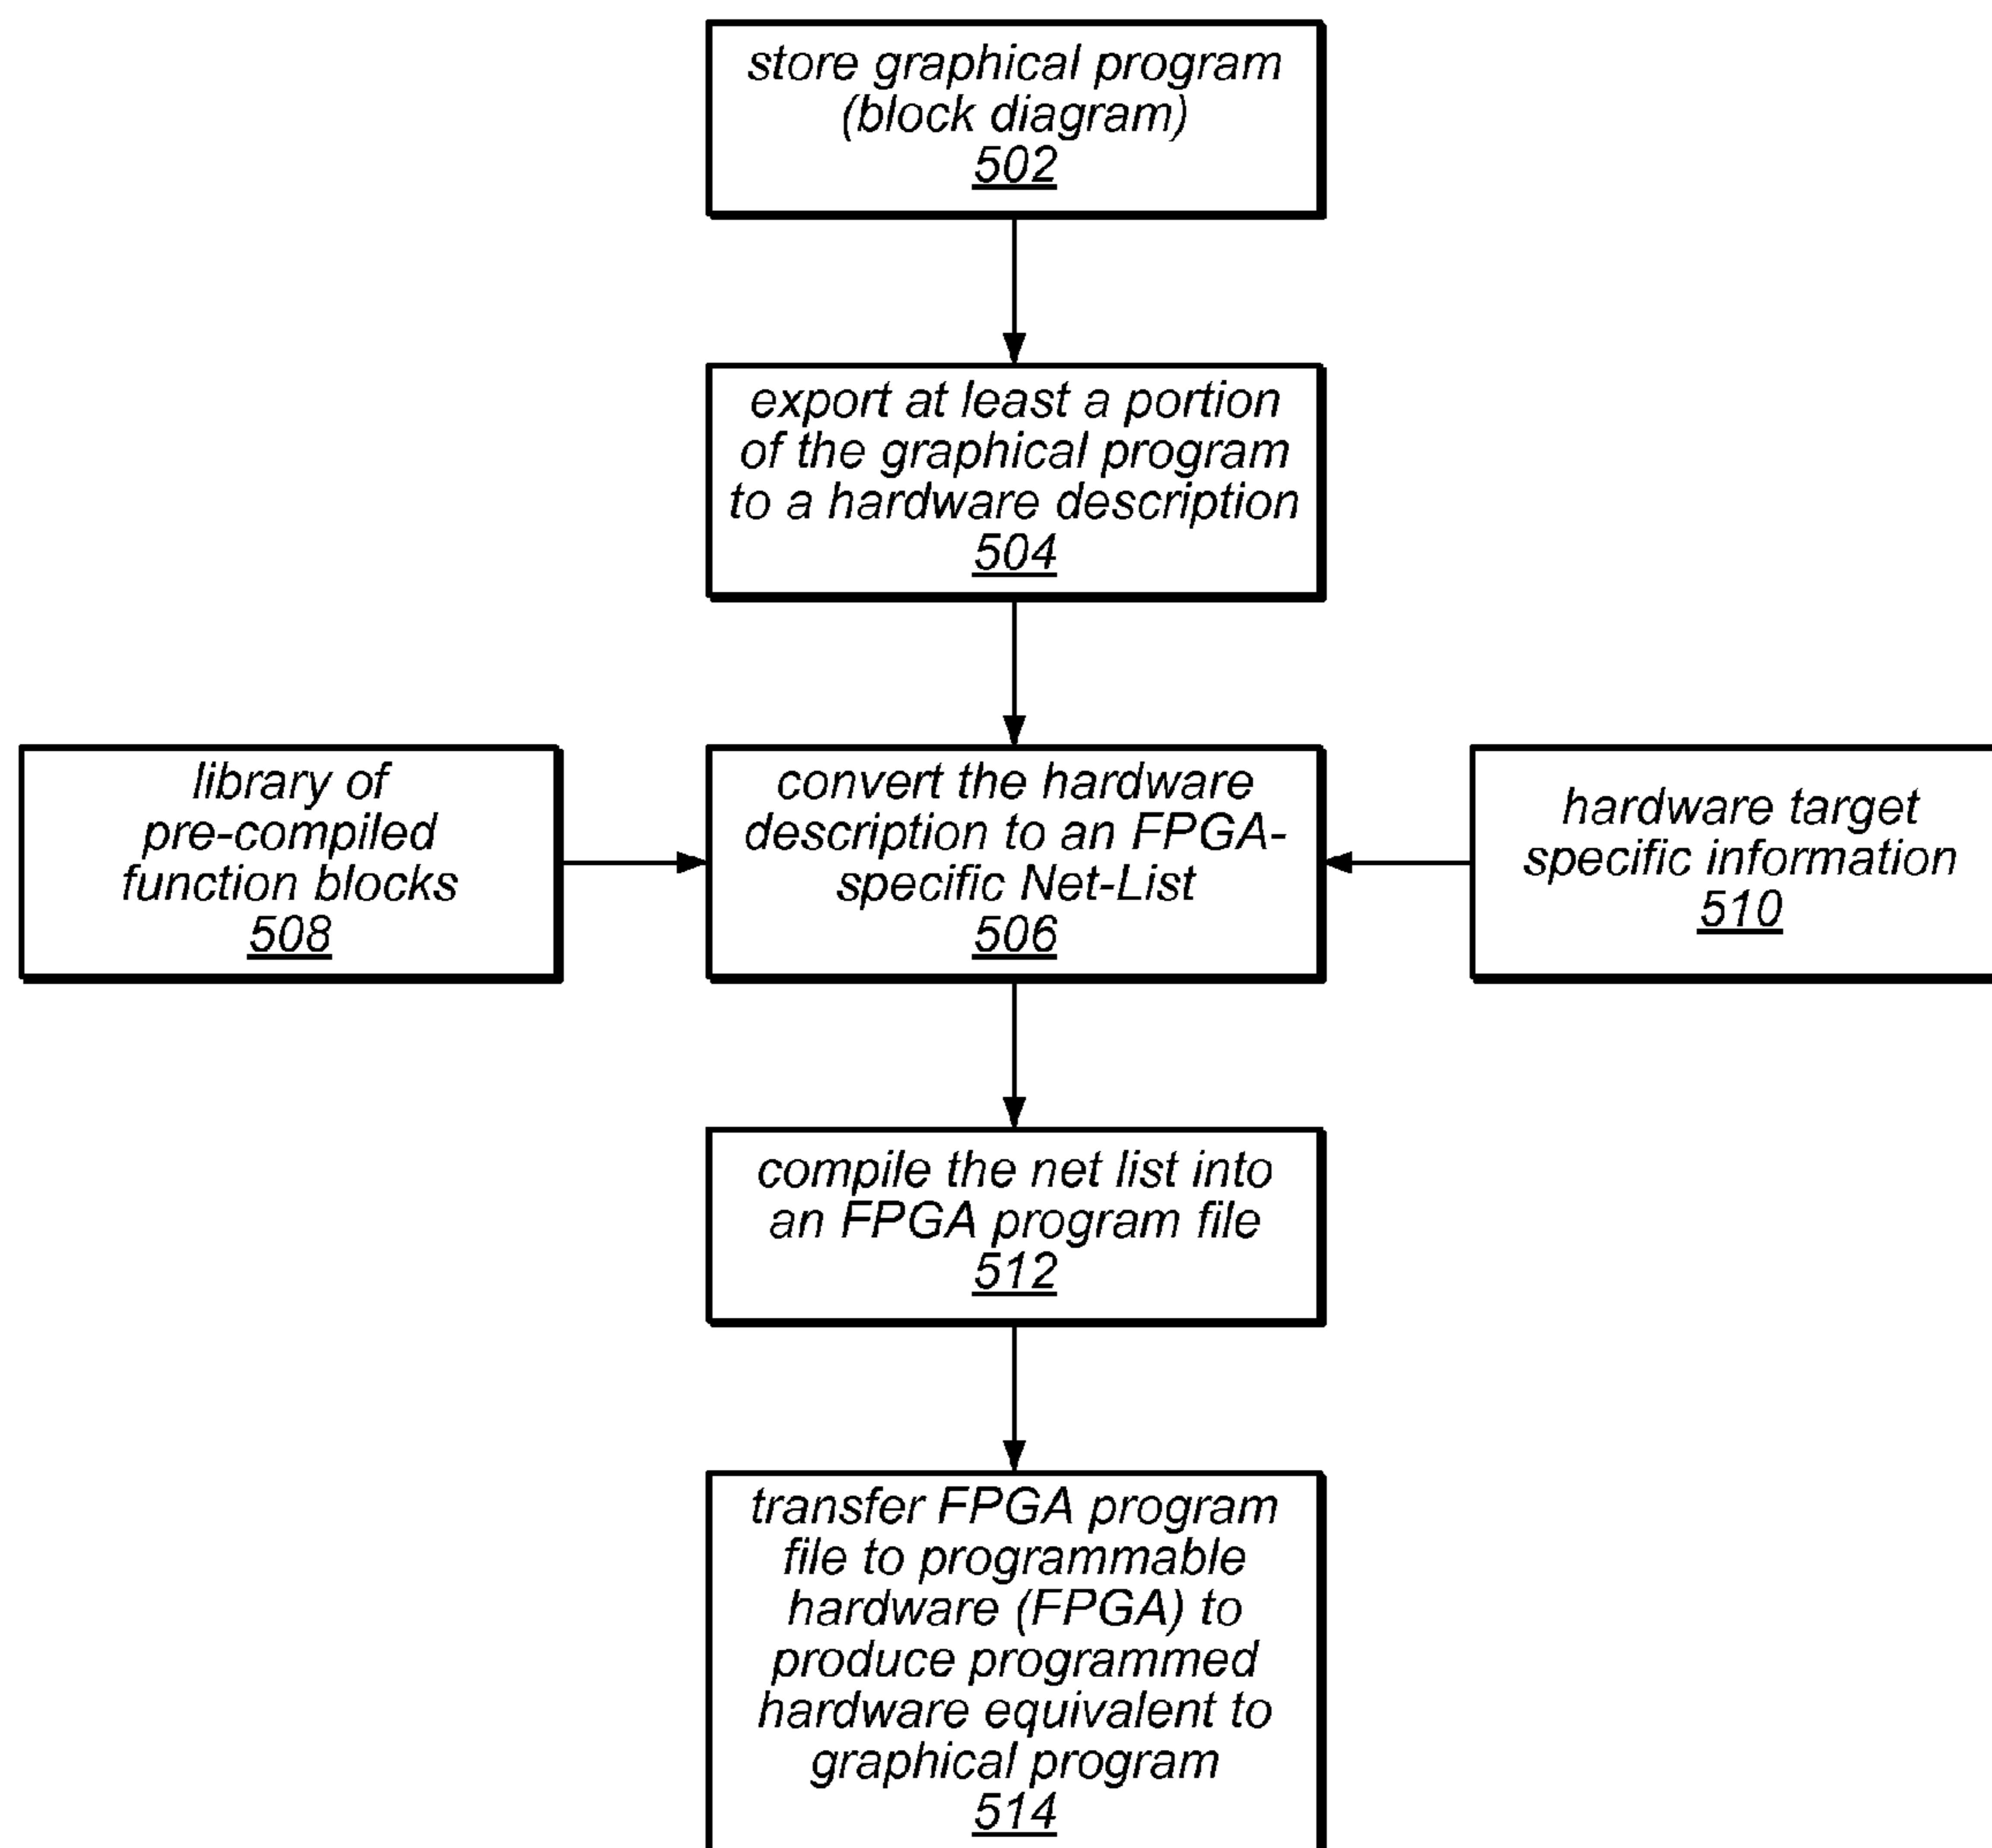 store graphical program
(block diagram)
502
export at least a portion
of the graphical program
to a hardware description
504
library of
pre-compiled
function blocks
508
convert the hardware
description to an FPGA-
specific Net-List
506
hardware target
specific information
510
compile the net list into
an FPGA program file
512
transfer FPGA program
file to programmable
hardware (FPGA) to
produce programmed
hardware equivalent to
graphical program
514